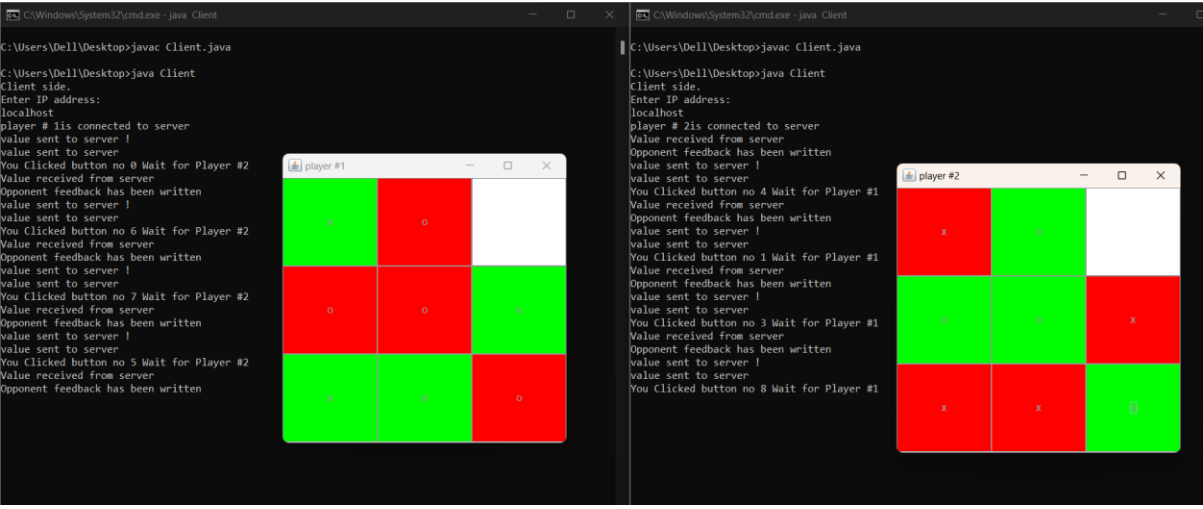 C:\Windows\System32\cmd.exe - java Client
C:\Users\Dell\Desktop>javac Client.java
C:\Users\Dell\Desktop>java Client
Client side.
Enter IP address:
localhost
player # 1is connected to server
value sent to server !
value sent to server
You Clicked button no 0 Wait for Player #2
Value received from server
Opponent feedback has been written
value sent to server !
value sent to server
You Clicked button no 6 Wait for Player #2
Value received from server
Opponent feedback has been written
value sent to server !
value sent to server
You Clicked button no 7 Wait for Player #2
Value received from server
Opponent feedback has been written
value sent to server !
value sent to server
You Clicked button no 5 Wait for Player #2
Value received from server
Opponent feedback has been written
player #1
x o
o o x
x x o
C:\Windows\System32\cmd.exe - java Client
C:\Users\Dell\Desktop>javac Client.java
C:\Users\Dell\Desktop>java Client
Client side.
Enter IP address:
localhost
player # 2is connected to server
Value received from server
Opponent feedback has been written
value sent to server !
value sent to server
You Clicked button no 4 Wait for Player #1
Value received from server
Opponent feedback has been written
value sent to server !
value sent to server
You Clicked button no 1 Wait for Player #1
Value received from server
Opponent feedback has been written
value sent to server !
value sent to server
You Clicked button no 3 Wait for Player #1
Value received from server
Opponent feedback has been written
value sent to server !
value sent to server
You Clicked button no 8 Wait for Player #1
player #2
x o
o o x
x x